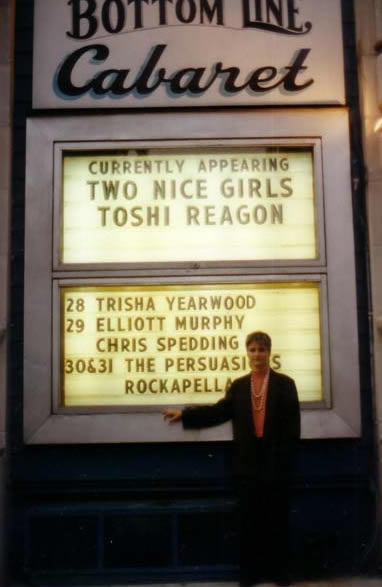 BOTTOM LINE,
Cabaret
CURRENTLY APPEARING
TWO NICE GIRLS
TOSHI REAGON
28 TRISHA YEARWOOD
29 ELLIOTT MURPHY
CHRIS SPEDDING
30&31 THE PERSUASIONS
ROCKAPELLA